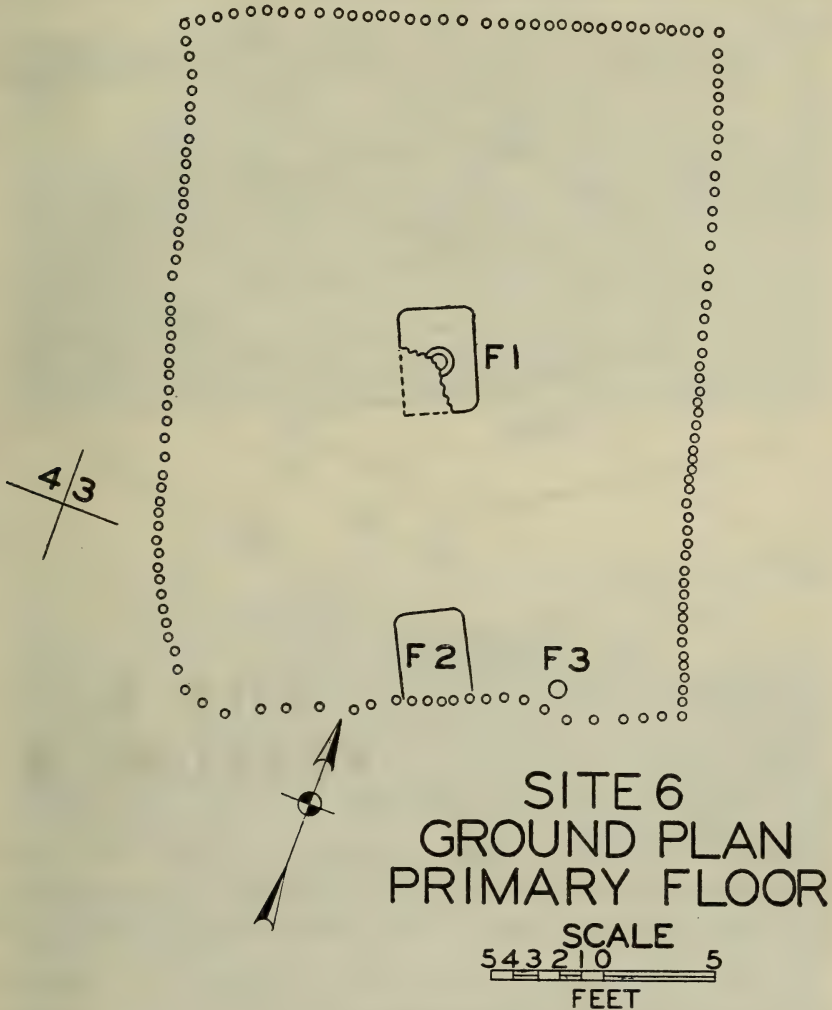 F1
4 3
F2
F3
SITE 6
GROUND PLAN
PRIMARY FLOOR
SCALE
5 4 3 2 1 0 5
FEET